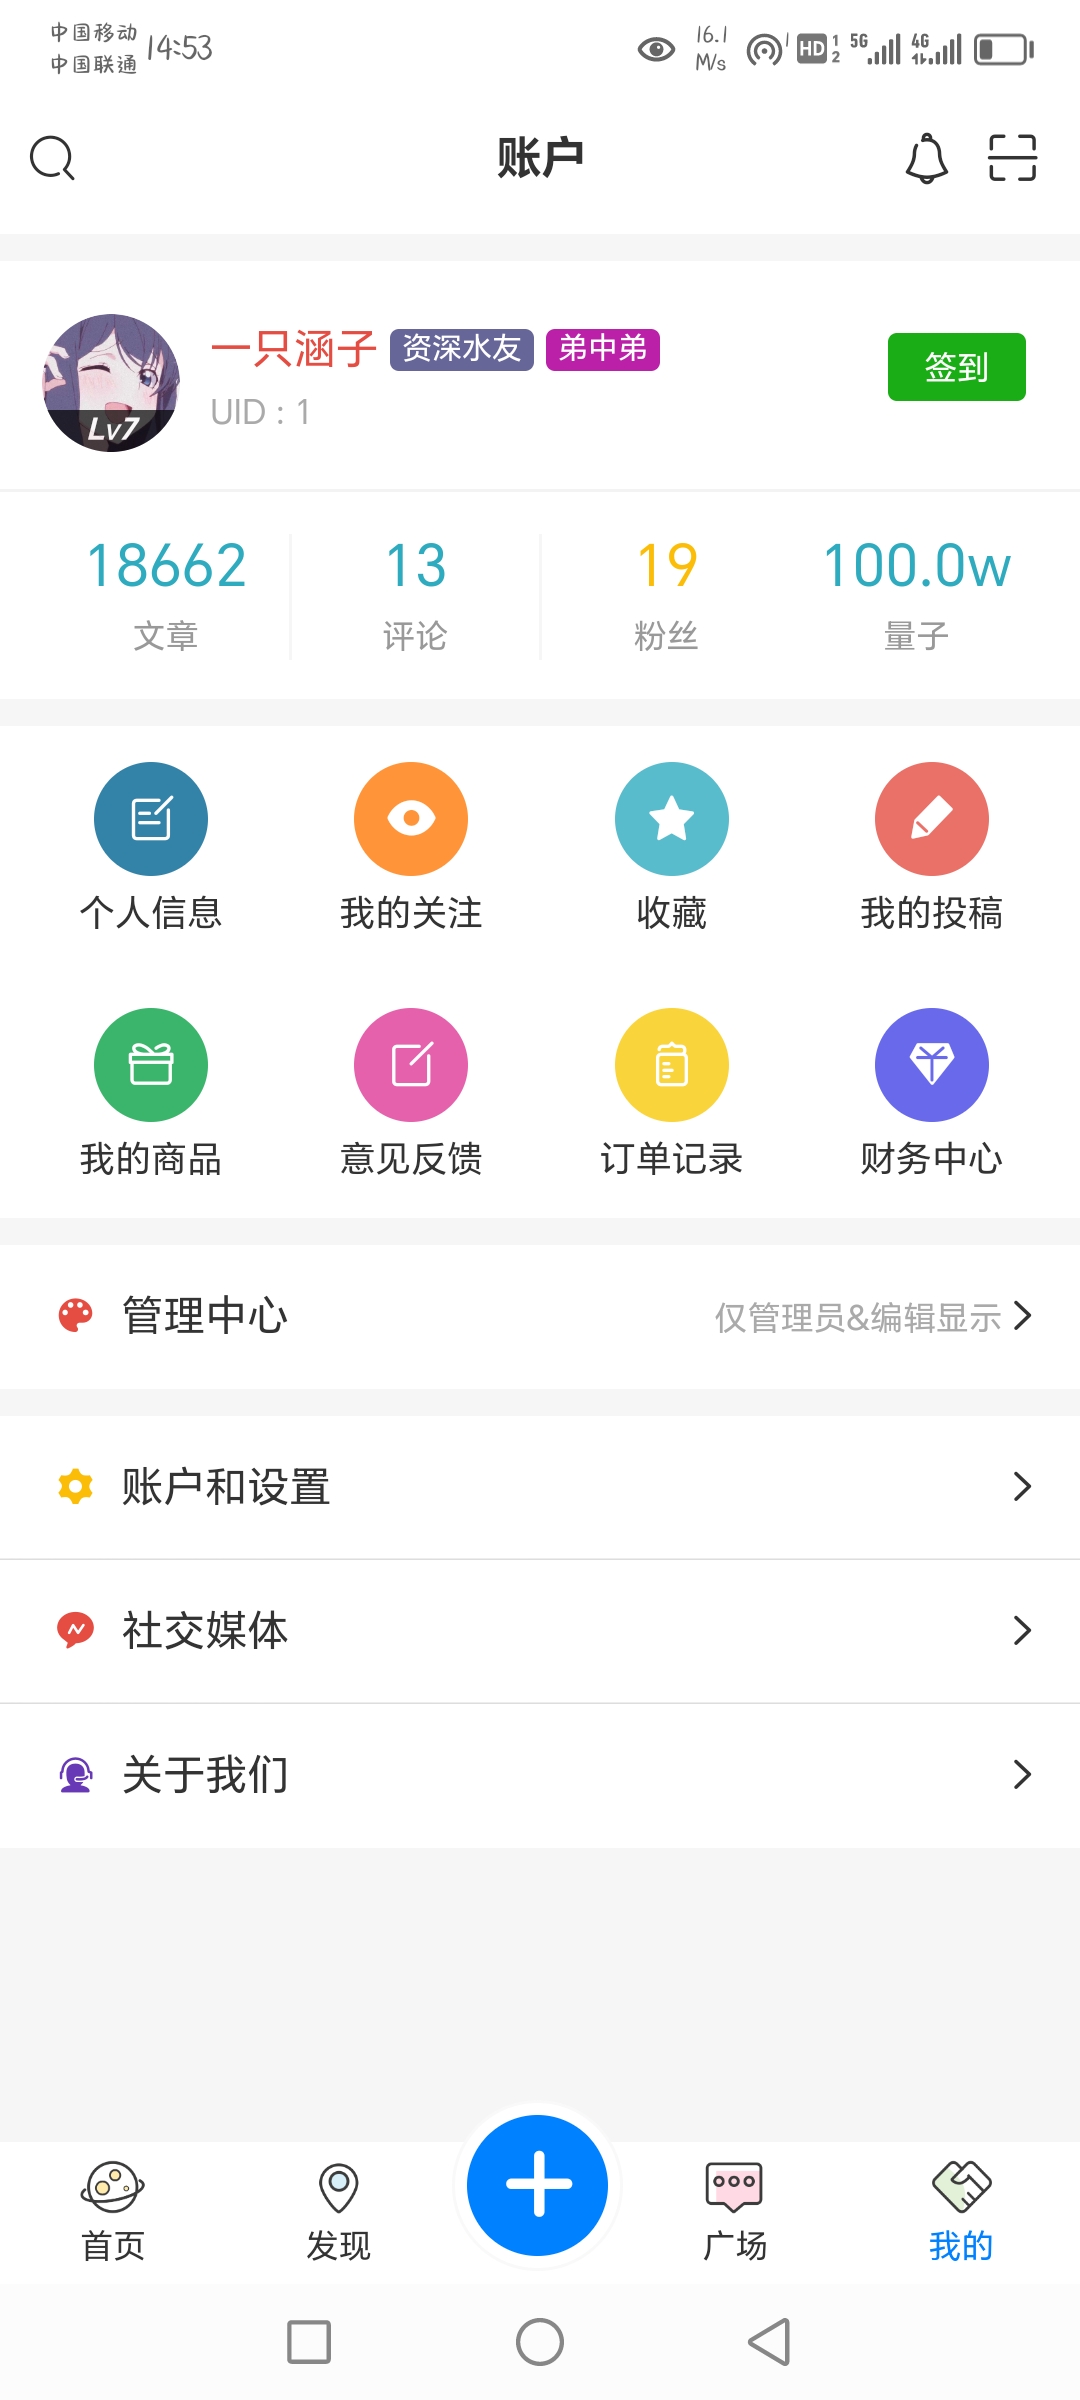 中国移动
中国联通
14:53
16.1
M/s
HD 1 2
5G
4G
账户
一只涵子 资深水友 弟中弟
签到
UID : 1
Lv7
18662 13 19 100.0w
文章 评论 粉丝 量子
个人信息 我的关注 收藏 我的投稿
我的商品 意见反馈 订单记录 财务中心
管理中心 仅管理员&编辑显示
账户和设置
社交媒体
关于我们
首页 发现 广场 我的